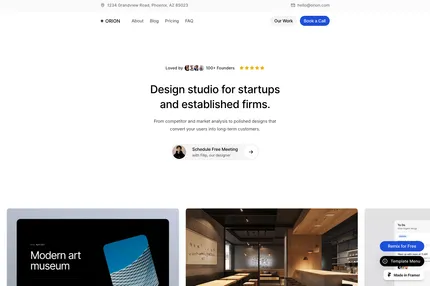 1224 Grandview Road, Phoenix, AZ 85023
hello@orion.com
ORION
About
Blog
Pricing
FAQ
Our Work
Book a Call
Loved by
100+ Founders
Design studio for startups
and established firms.
From competitor and market analysis to polished designs that
convert your users into long-term customers.
Schedule Free Meeting
with Filip, our designer
Modern art
museum
Remix for Free
Template Menu
Made in Framer